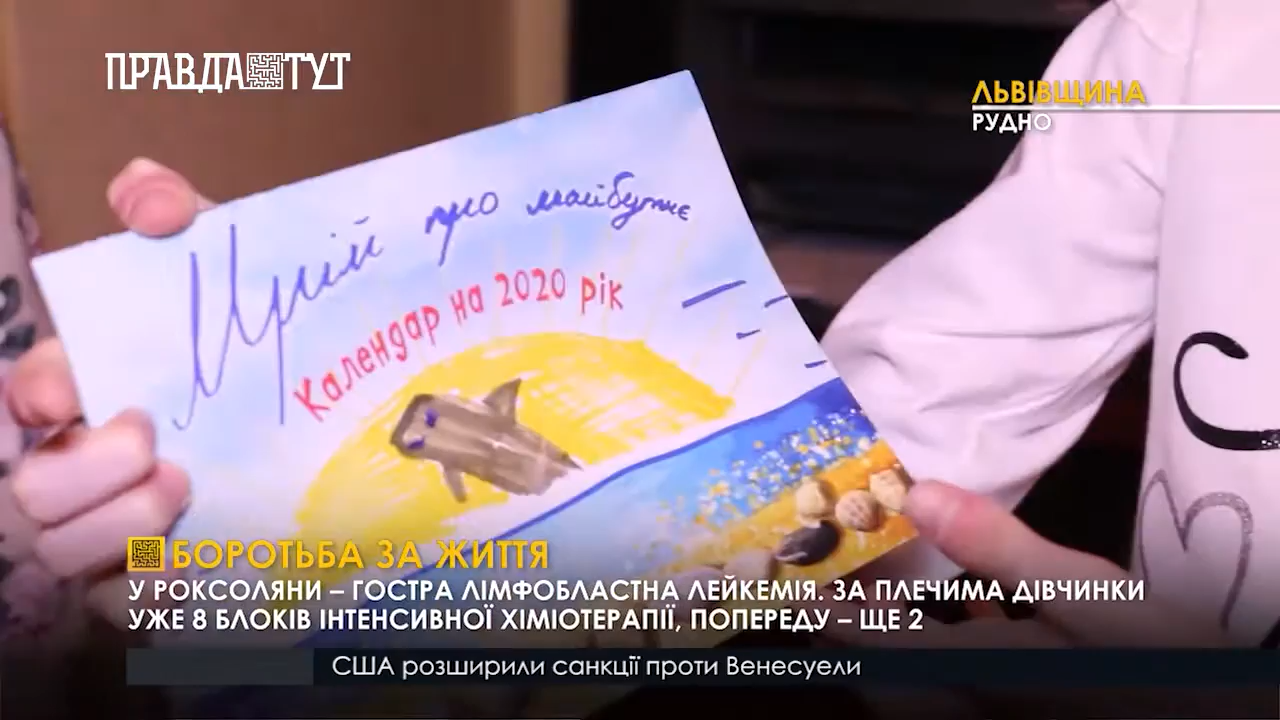 ПРАВДА ТУТ
ЛЬВІВЩИНА
РУДНО
Мрій про майбутнє
Календар на 2020 рік
БОРОТЬБА ЗА ЖИТТЯ
У РОКСОЛЯНИ – ГОСТРА ЛІМФОБЛАСТНА ЛЕЙКЕМІЯ. ЗА ПЛЕЧИМА ДІВЧИНКИ
УЖЕ 8 БЛОКІВ ІНТЕНСИВНОЇ ХІМІОТЕРАПІЇ, ПОПЕРЕДУ – ЩЕ 2
США розширили санкції проти Венесуели